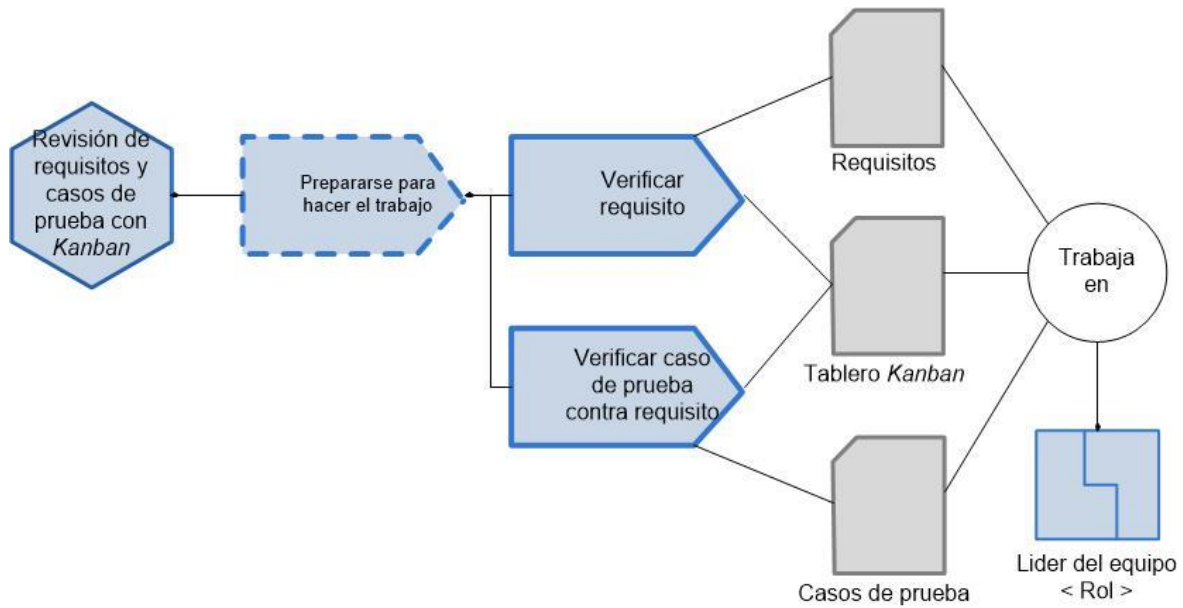 Revisión de
requisitos y
casos de
prueba con
Kanban
Prepararse para
hacer el trabajo
Verificar
requisito
Verificar caso
de prueba
contra requisito
Requisitos
Tablero Kanban
Casos de prueba
Trabaja
en
Lider del equipo
< Rol >